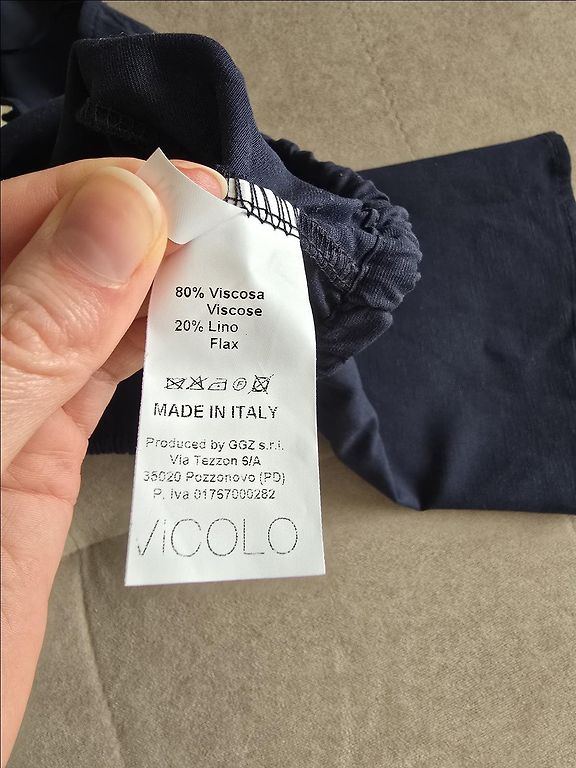 80% Viscosa
Viscose
20% Lino
Flax
MADE IN ITALY
Produced by GGZ s.r.l.
Via Tezzon 6/A
35020 Pozzonovo (PD)
P. Iva 01767000282
ViCOLO